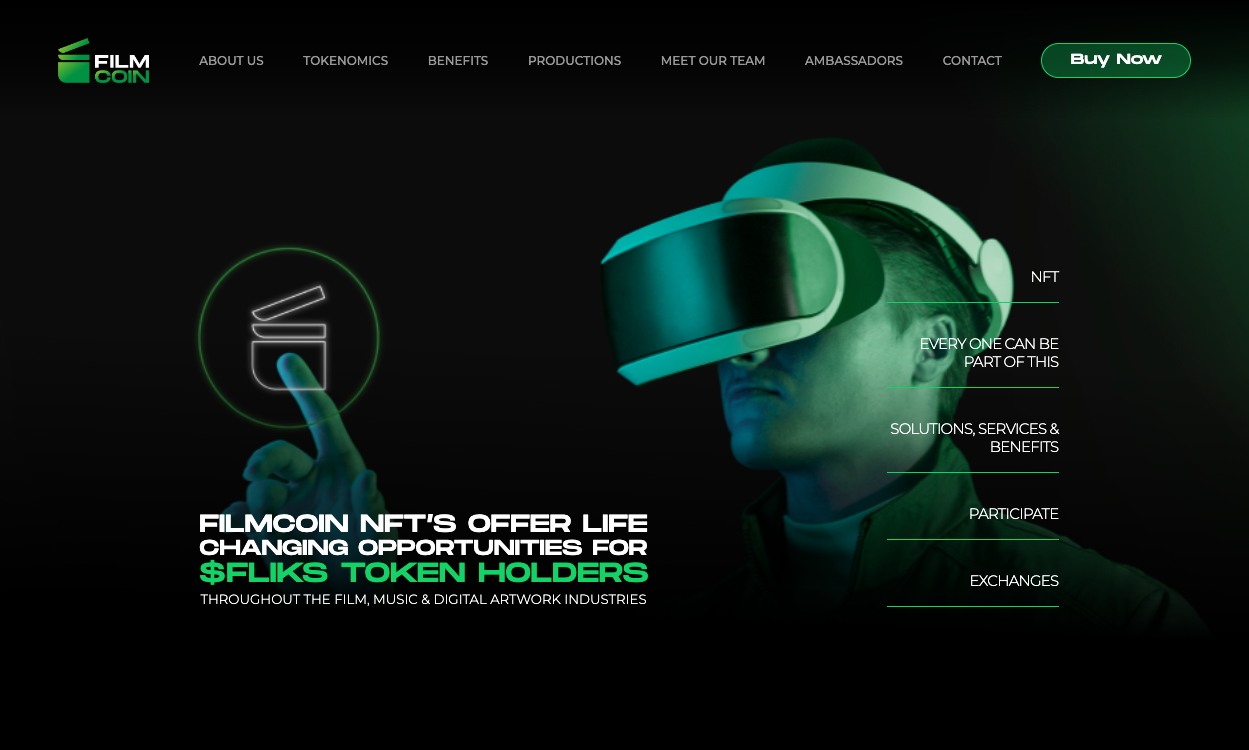 FILM
COIN
ABOUT US
TOKENOMICS
BENEFITS
PRODUCTIONS
MEET OUR TEAM
AMBASSADORS
CONTACT
Buy Now
NFT
EVERY ONE CAN BE
PART OF THIS
SOLUTIONS, SERVICES &
BENEFITS
PARTICIPATE
EXCHANGES
FILMCOIN NFT'S OFFER LIFE
CHANGING OPPORTUNITIES FOR
$FLIKS TOKEN HOLDERS
THROUGHOUT THE FILM, MUSIC & DIGITAL ARTWORK INDUSTRIES